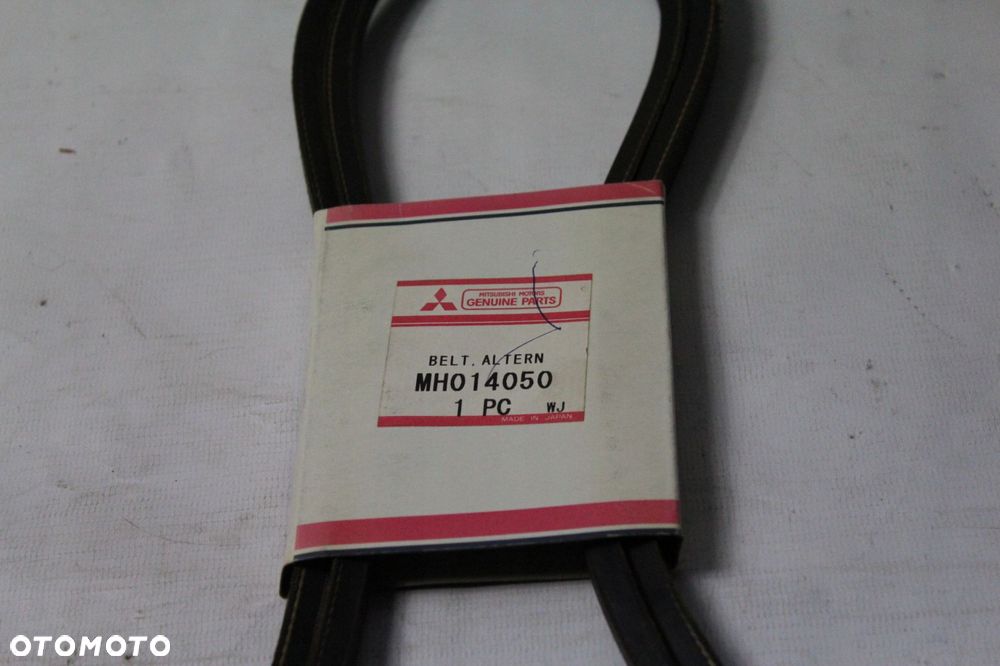 MITSUBISHI MOTORS
GENUINE PARTS
BELT. ALTERN
MH014050
1 PC WJ
MADE IN JAPAN
OTOMOTO